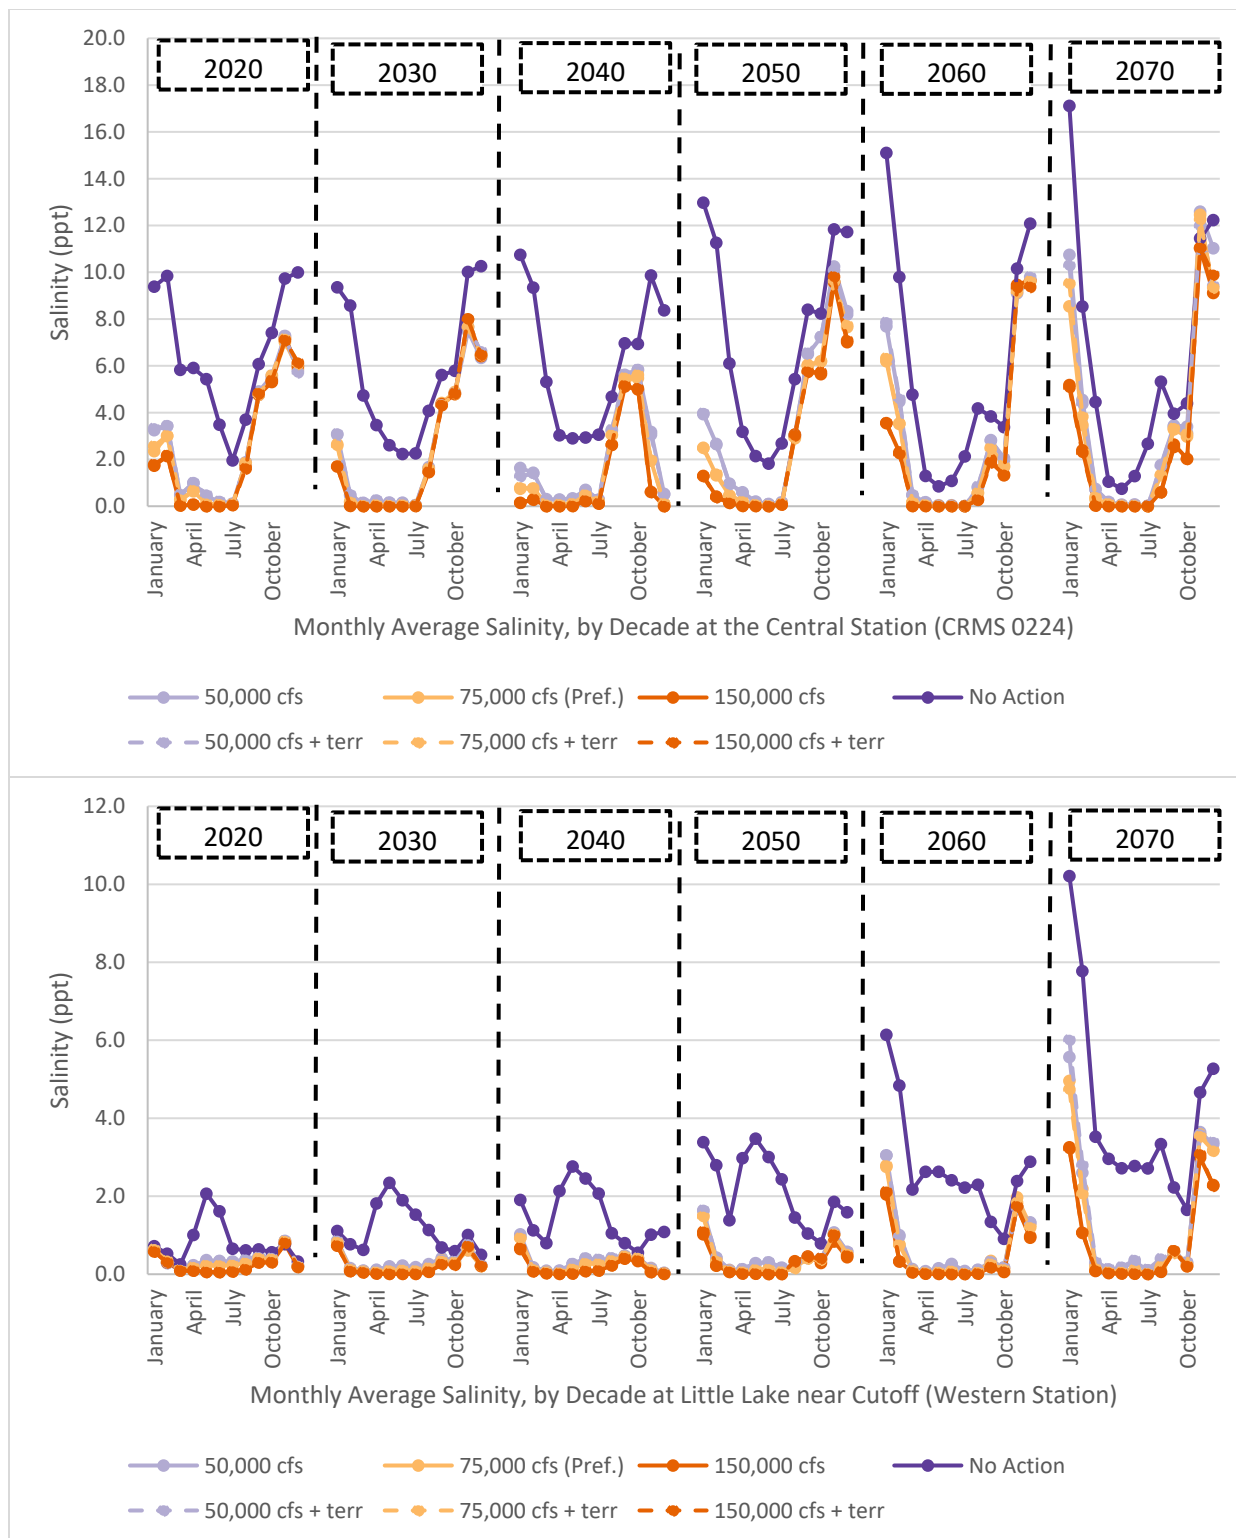 20.0
18.0
16.0
14.0
12.0
10.0
8.0
6.0
4.0
2.0
0.0
Salinity (ppt)
2020 2030 2040 2050 2060 2070
January April July October January April July October January April July October January April July October January April July October January April July October
Monthly Average Salinity, by Decade at the Central Station (CRMS 0224)
50,000 cfs 75,000 cfs (Pref.) 150,000 cfs No Action
50,000 cfs + terr 75,000 cfs + terr 150,000 cfs + terr
12.0
10.0
8.0
6.0
4.0
2.0
0.0
Salinity (ppt)
2020 2030 2040 2050 2060 2070
January April July October January April July October January April July October January April July October January April July October January April July October
Monthly Average Salinity, by Decade at Little Lake near Cutoff (Western Station)
50,000 cfs 75,000 cfs (Pref.) 150,000 cfs No Action
50,000 cfs + terr 75,000 cfs + terr 150,000 cfs + terr